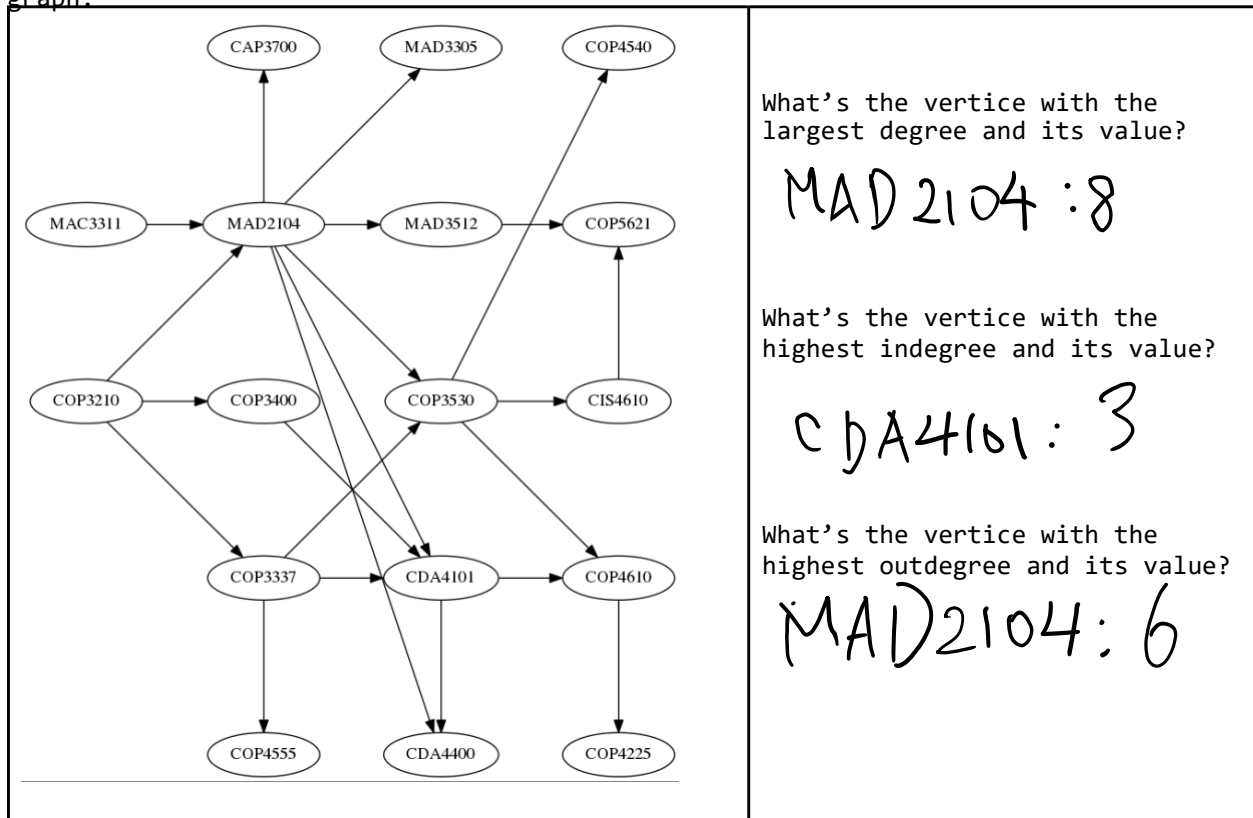 graph.
CAP3700 MAD3305 COP4540
What’s the vertice with the
largest degree and its value?
MAD2104:8
MAC3311 MAD2104 MAD3512 COP5621
What’s the vertice with the
highest indegree and its value?
COP3210 COP3400 COP3530 CIS4610
CDA4101: 3
What’s the vertice with the
highest outdegree and its value?
COP3337 CDA4101 COP4610
MAD2104: 6
COP4555 CDA4400 COP4225